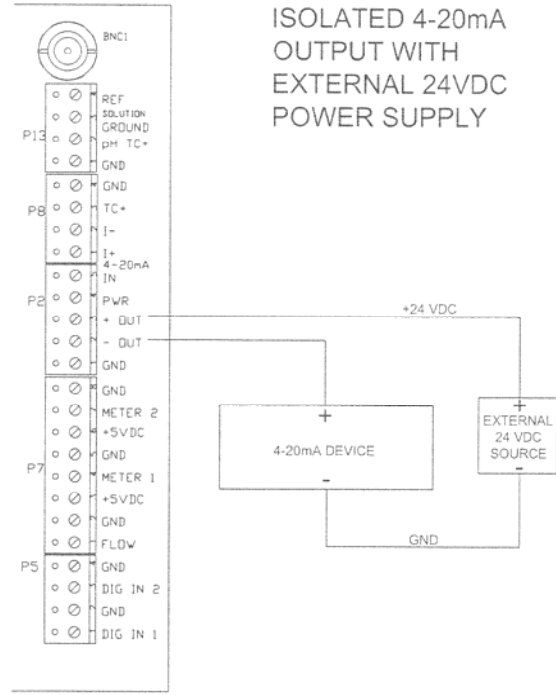 ISOLATED 4-20mA
OUTPUT WITH
EXTERNAL 24VDC
POWER SUPPLY
BNC1
P13
REF
SOLUTION
GROUND
pH TC+
GND
P8
GND
TC+
I-
I+
P2
4-20mA
IN
PWR
+ OUT
- OUT
GND
P7
GND
METER 2
+5VDC
GND
METER 1
+5VDC
GND
FLOW
P5
GND
DIG IN 2
GND
DIG IN 1
+24 VDC
+
4-20mA DEVICE
-
+
EXTERNAL
24 VDC
SOURCE
-
GND